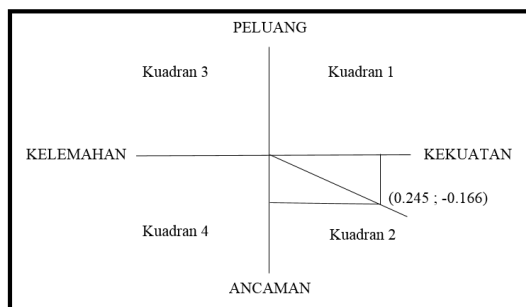 PELUANG
Kuadran 3
Kuadran 1
KELEMAHAN
KEKUATAN
(0.245 ; -0.166)
Kuadran 4
Kuadran 2
ANCAMAN